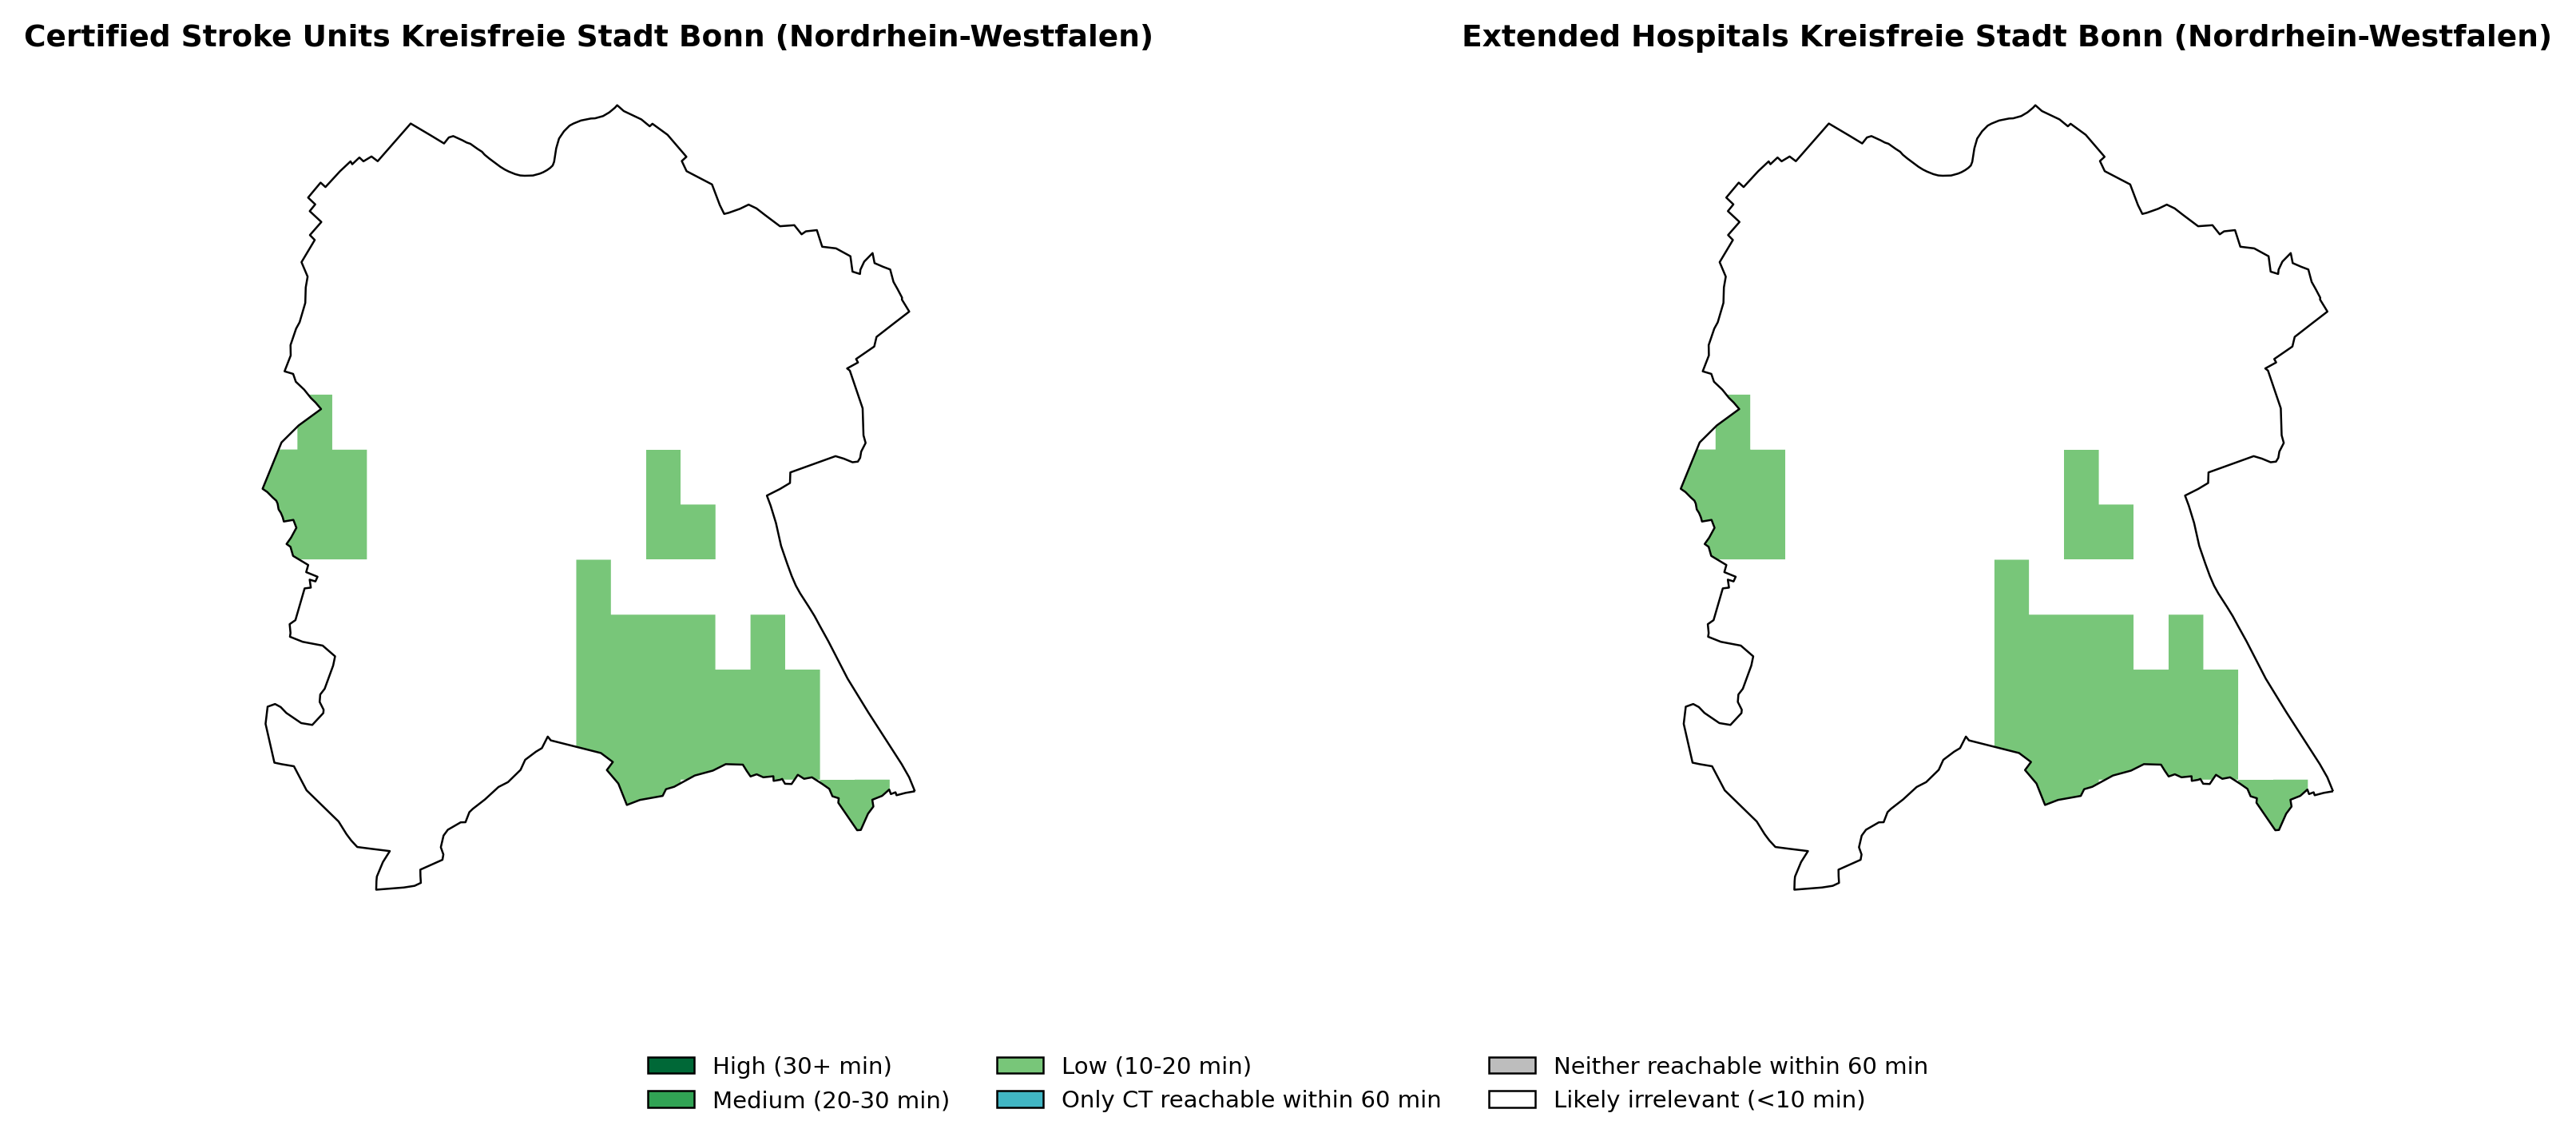 Certified Stroke Units Kreisfreie Stadt Bonn (Nordrhein-Westfalen)
Extended Hospitals Kreisfreie Stadt Bonn (Nordrhein-Westfalen)
High (30+ min)
Medium (20-30 min)
Low (10-20 min)
Only CT reachable within 60 min
Neither reachable within 60 min
Likely irrelevant (<10 min)